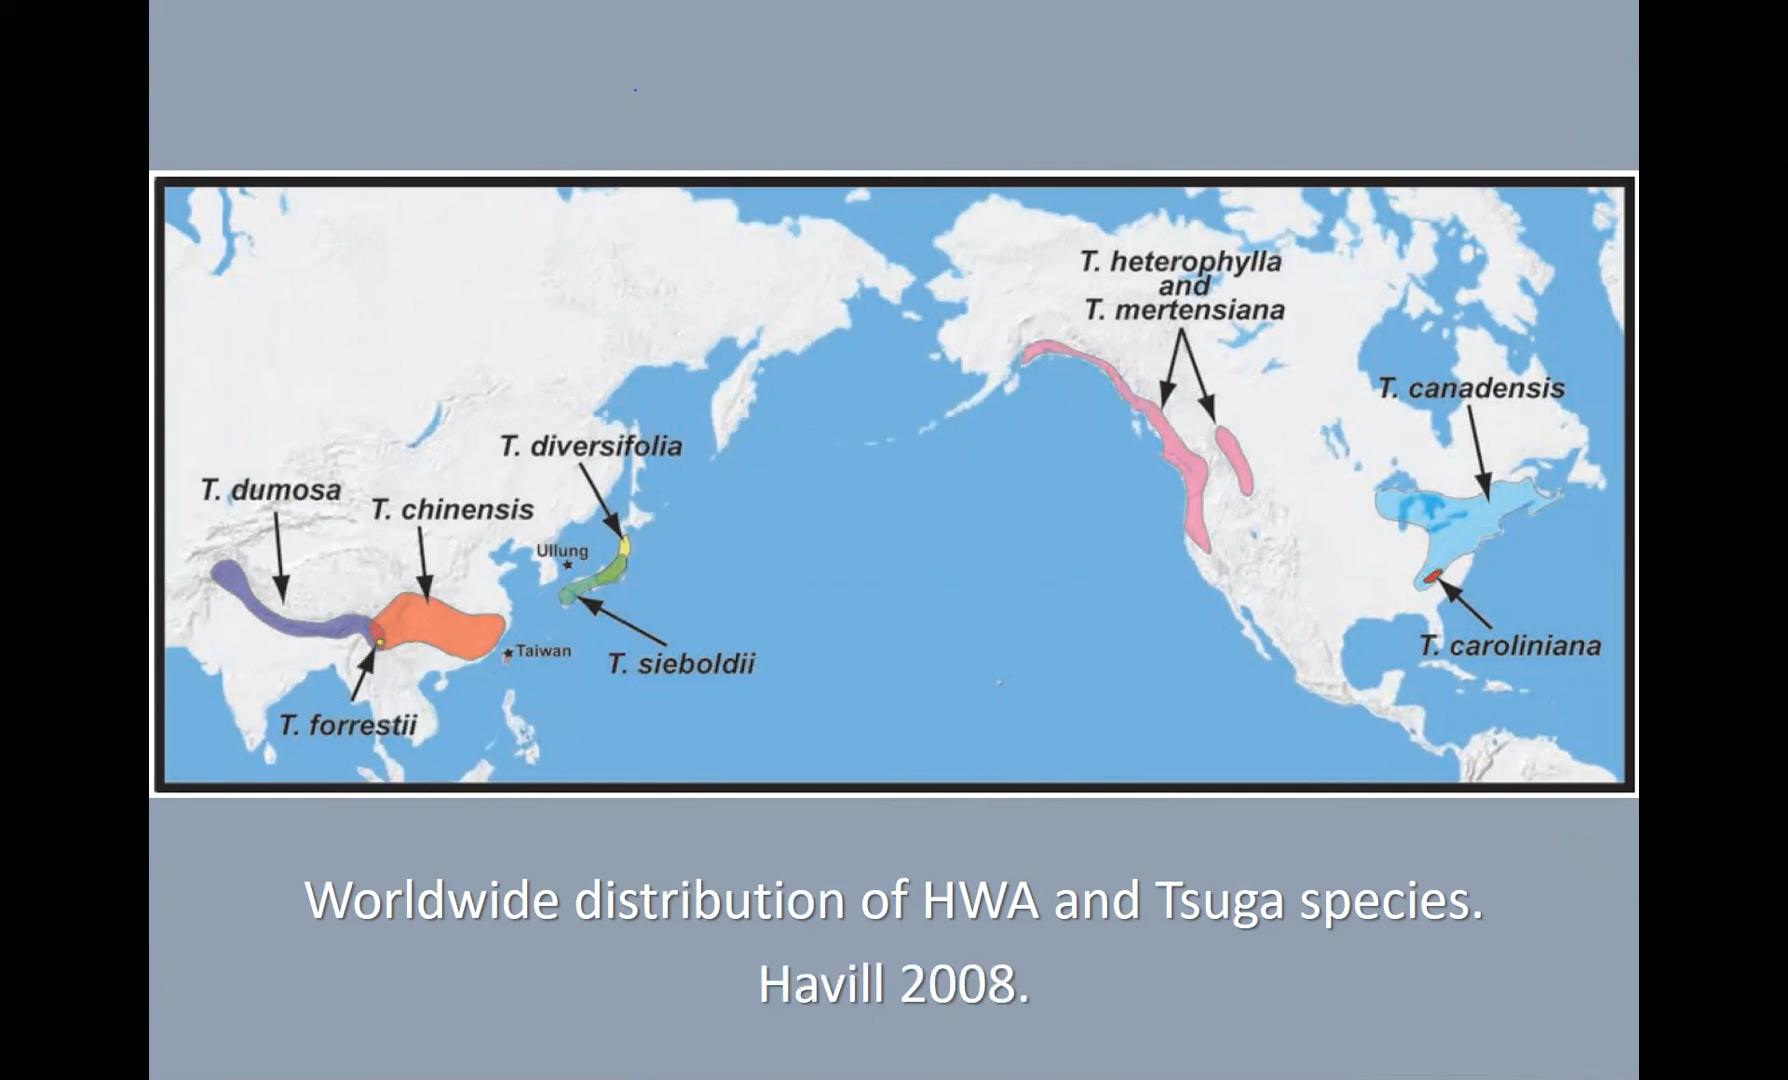 T. heterophylla
and
T. mertensiana
T. canadensis
T. diversifolia
T. dumosa
T. chinensis
Ullung
T. caroliniana
Taiwan
T. sieboldii
T. forrestii
Worldwide distribution of HWA and Tsuga species.
Havill 2008.